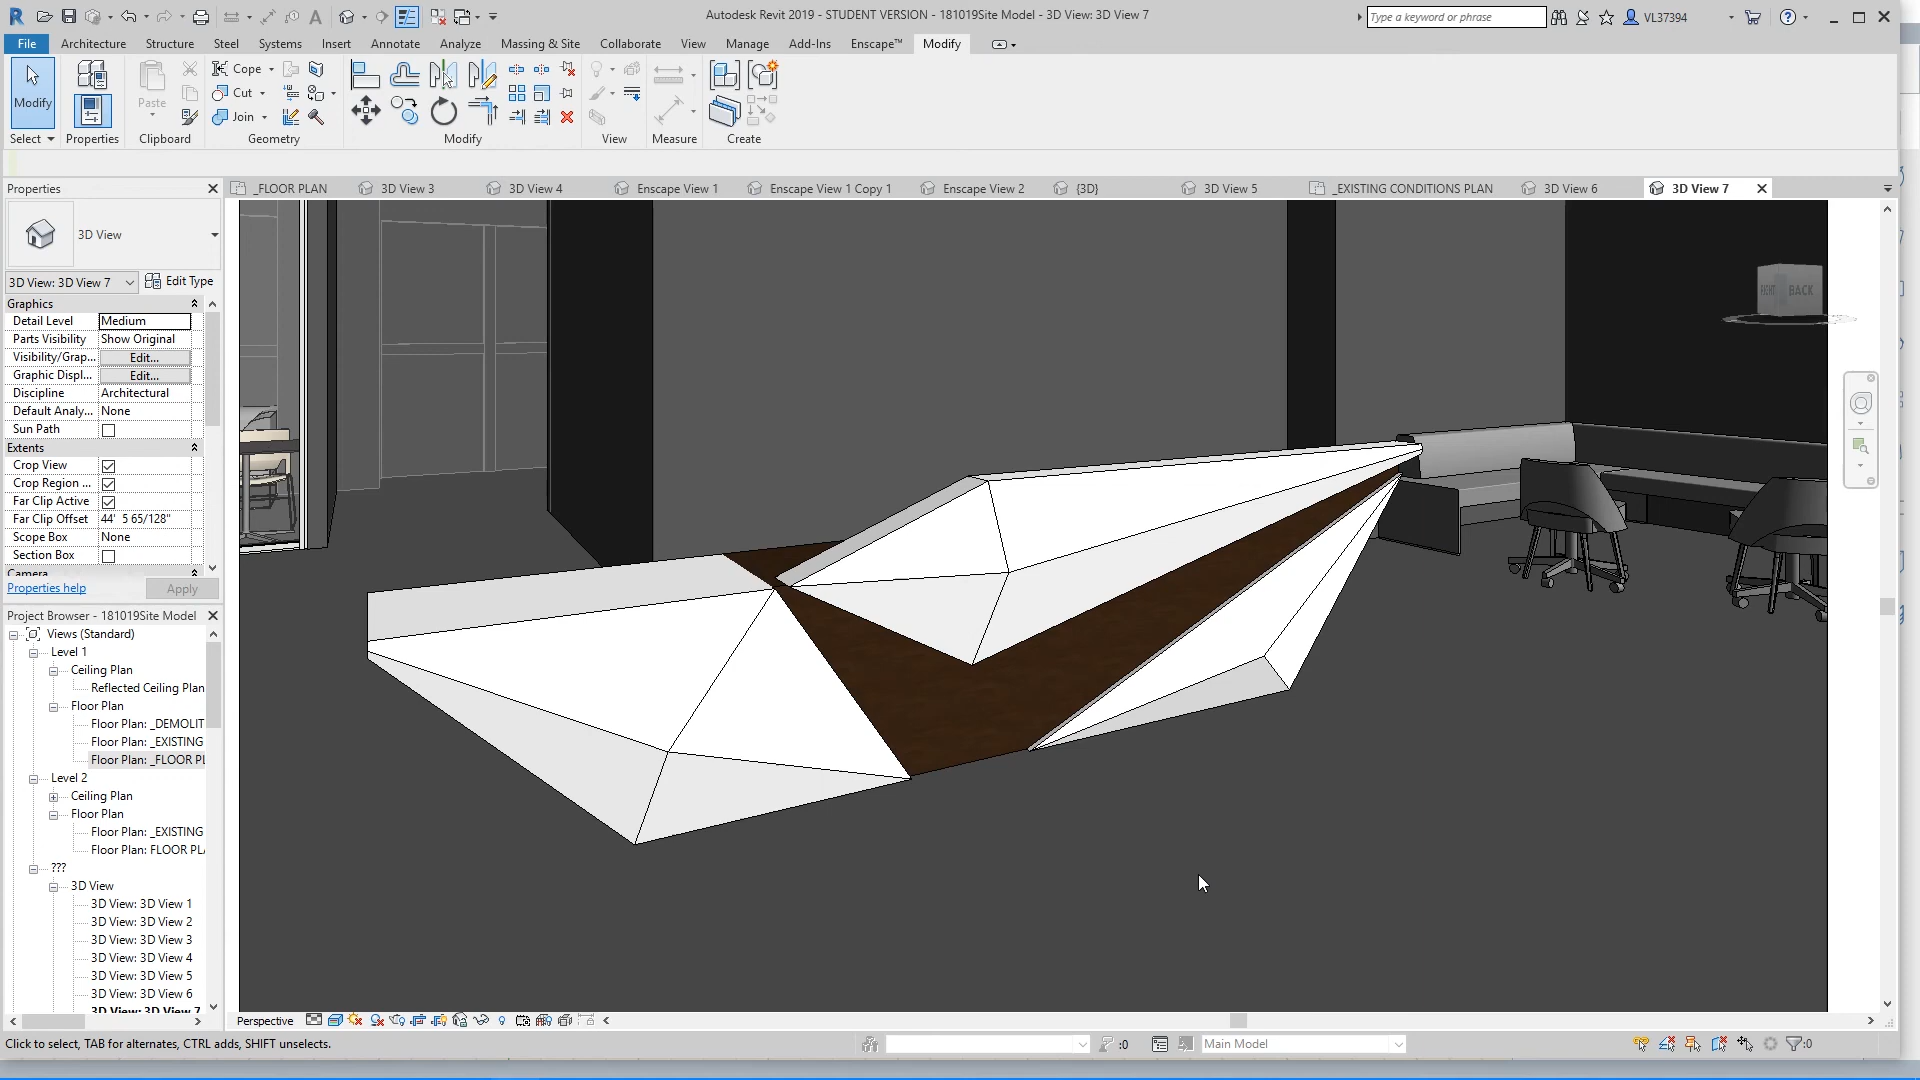 Autodesk Revit 2019 - STUDENT VERSION - 181019Site Model - 3D View: 3D View 7
Type a keyword or phrase
VL37394
File Architecture Structure Steel Systems Insert Annotate Analyze Massing & Site Collaborate View Manage Add-Ins Enscape™ Modify
Modify
Paste
Cope
Cut
Join
Select Properties Clipboard Geometry Modify View Measure Create
Properties
_FLOOR PLAN 3D View 3 3D View 4 Enscape View 1 Enscape View 1 Copy 1 Enscape View 2 {3D} 3D View 5 _EXISTING CONDITIONS PLAN 3D View 6 3D View 7
3D View
3D View: 3D View 7 Edit Type
Graphics
Detail Level Medium
Parts Visibility Show Original
Visibility/Grap... Edit...
Graphic Displ... Edit...
Discipline Architectural
Default Analy... None
Sun Path
Extents
Crop View
Crop Region ...
Far Clip Active
Far Clip Offset 44' 5 65/128"
Scope Box None
Section Box
Camera
Properties help Apply
Project Browser - 181019Site Model
Views (Standard)
Level 1
Ceiling Plan
Reflected Ceiling Plan
Floor Plan
Floor Plan: _DEMOLIT
Floor Plan: _EXISTING
Floor Plan: _FLOOR PL
Level 2
Ceiling Plan
Floor Plan
Floor Plan: _EXISTING
Floor Plan: FLOOR PL
???
3D View
3D View: 3D View 1
3D View: 3D View 2
3D View: 3D View 3
3D View: 3D View 4
3D View: 3D View 5
3D View: 3D View 6
3D View: 3D View 7
RIGHT BACK
Perspective
Click to select, TAB for alternates, CTRL adds, SHIFT unselects.
:0
Main Model
:0